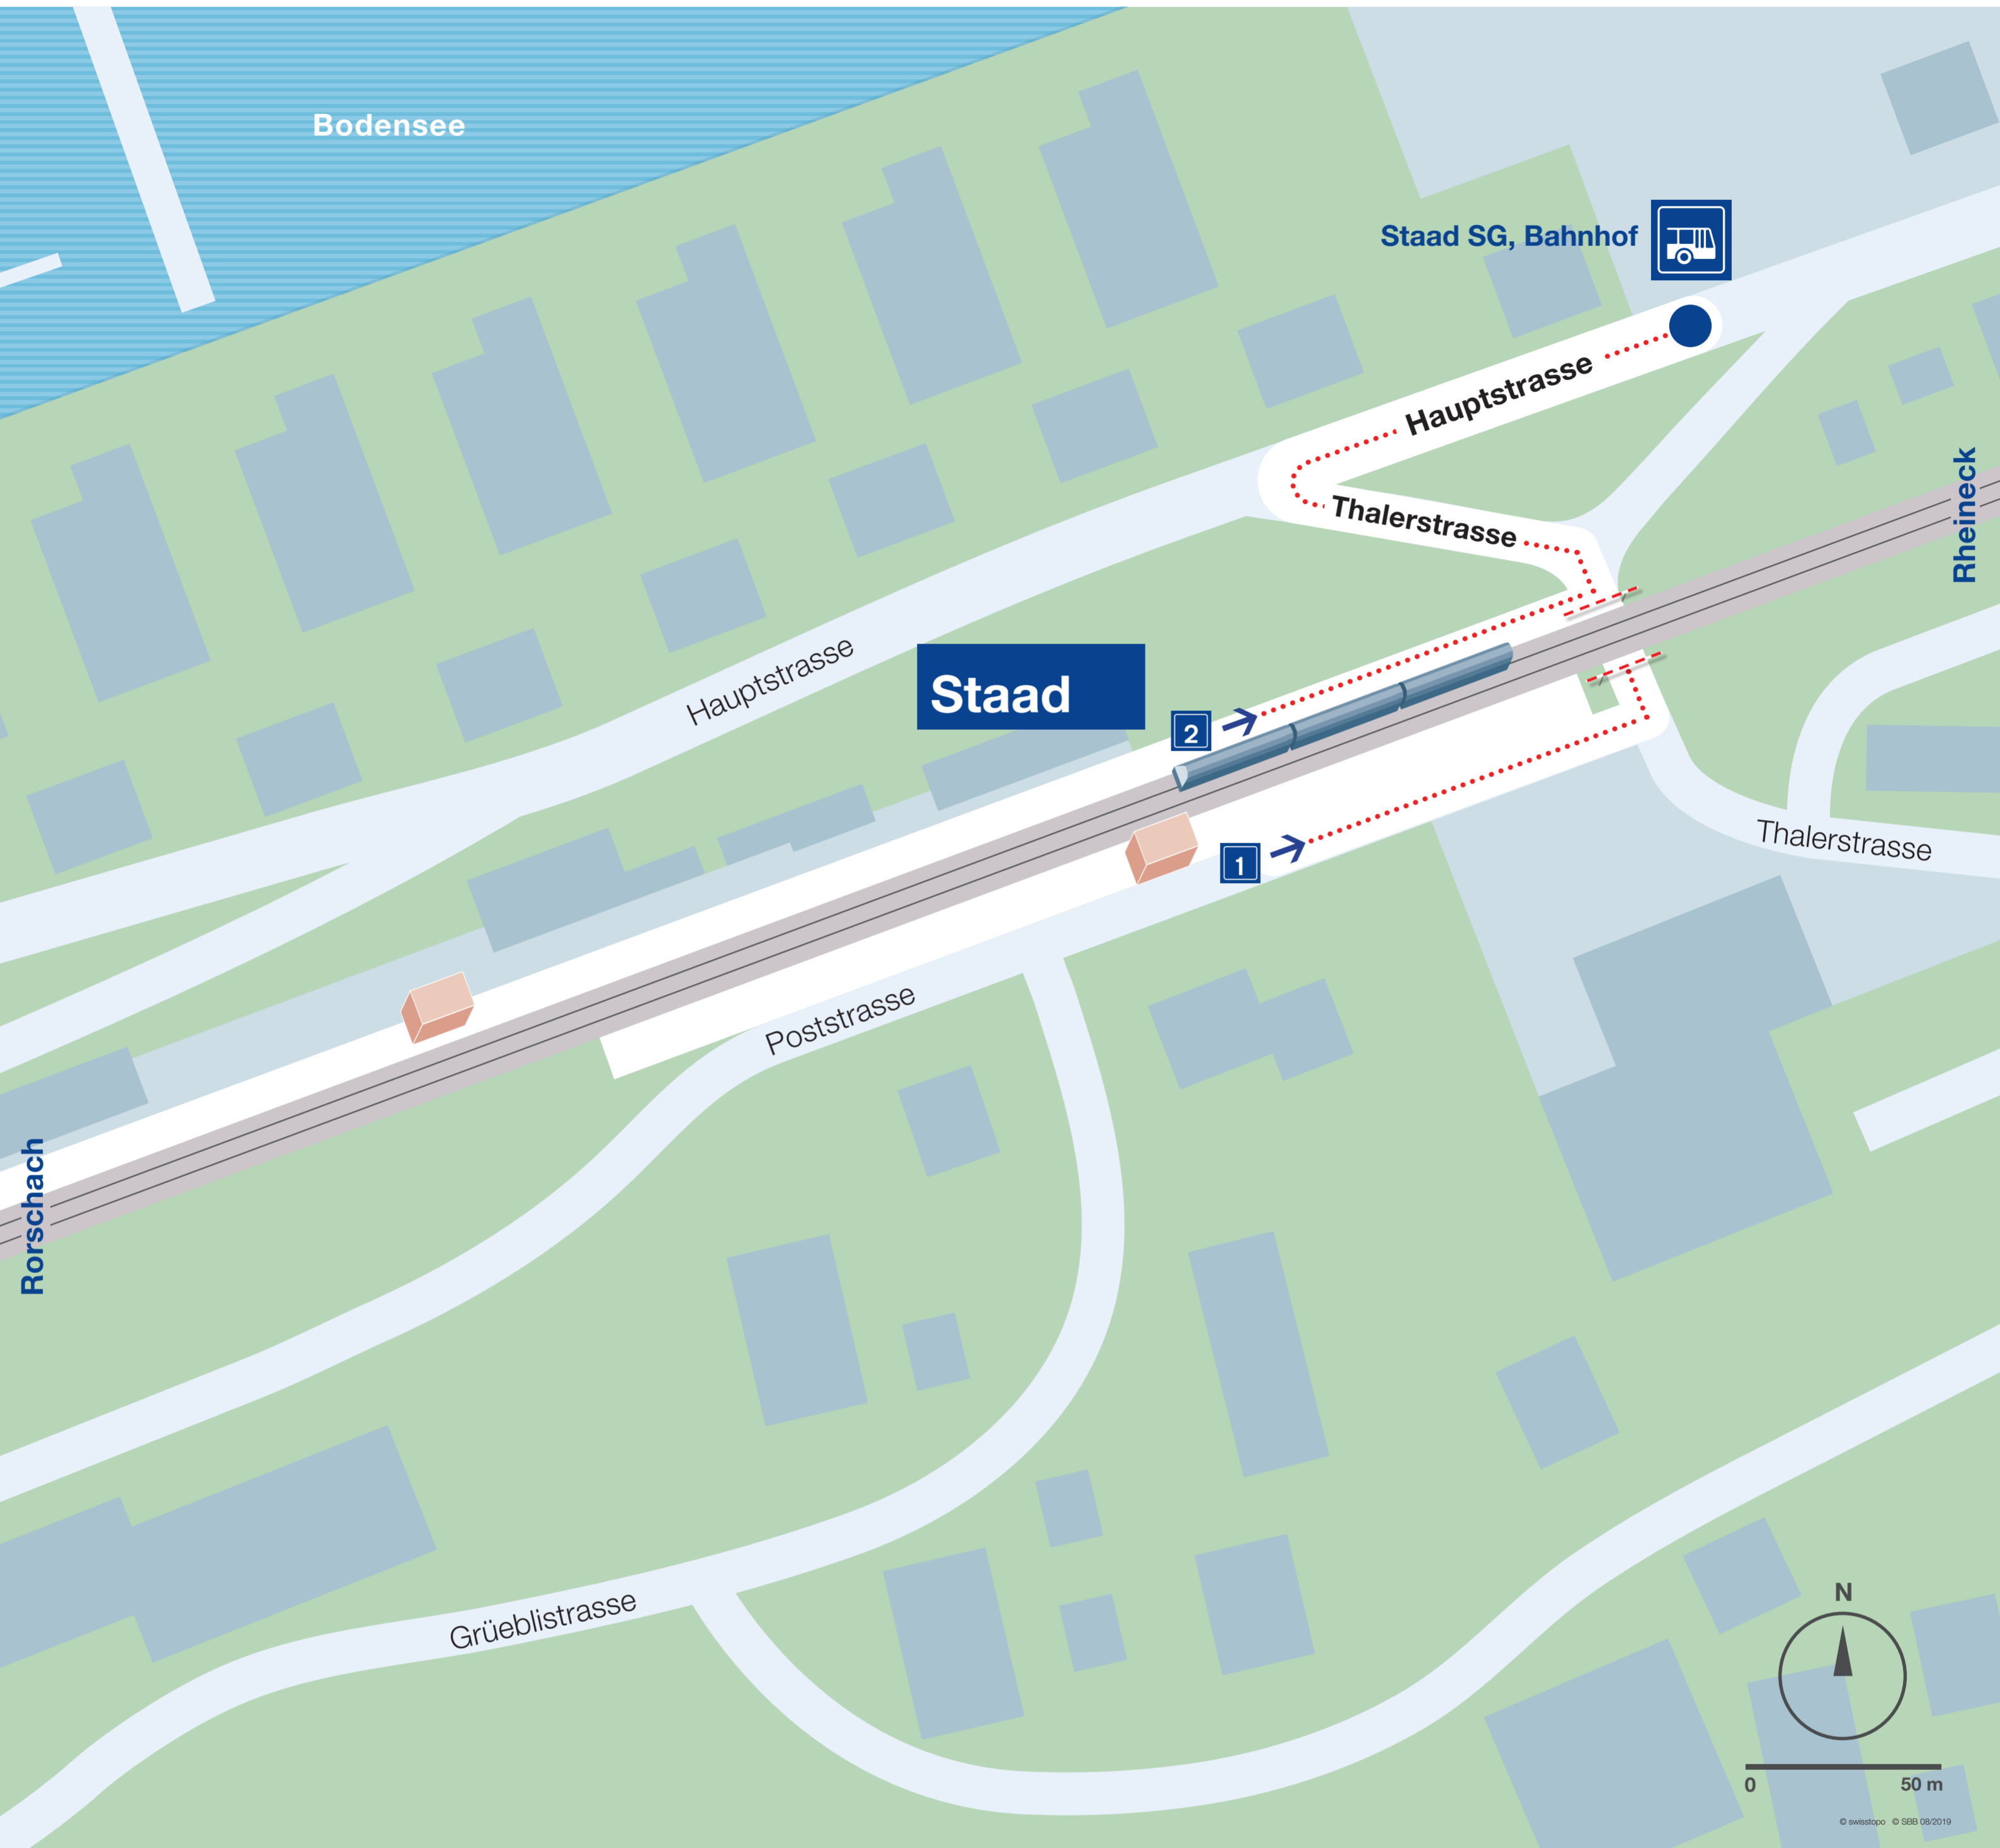 Bodensee
Staad SG, Bahnhof
Hauptstrasse
Thalerstrasse
Rheineck
Hauptstrasse
Staad
2
1
Thalerstrasse
Poststrasse
Rorschach
Grüeblistrasse
N
0 50 m
© swisstopo © SBB 08/2019